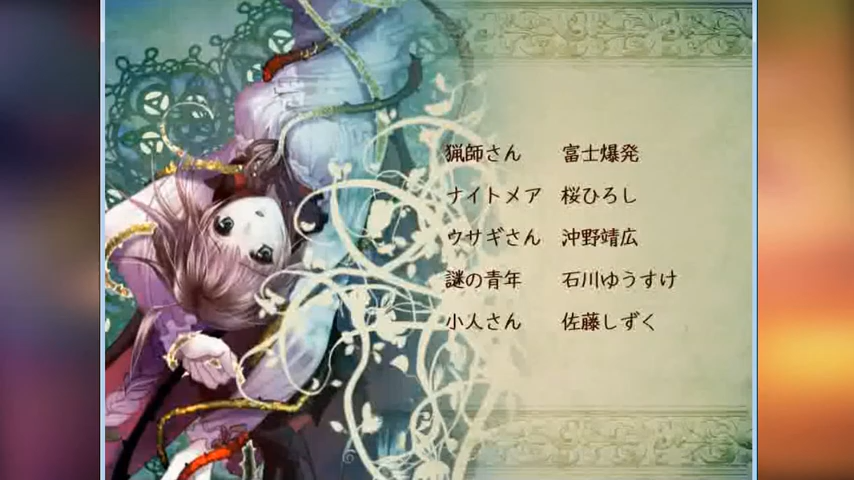 猟師さん 富士爆発
ナイトメア 桜ひろし
ウサギさん 沖野靖広
謎の青年 石川ゆうすけ
小人さん 佐藤しずく